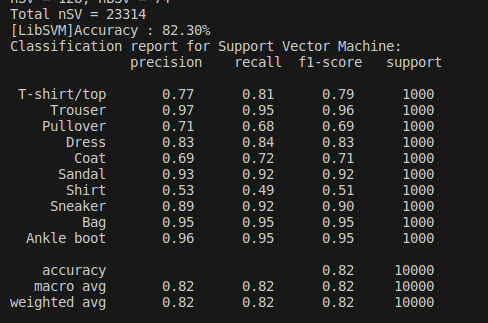 Total nSV = 23314
[LibSVM]Accuracy : 82.30%
Classification report for Support Vector Machine:
precision recall f1-score support
T-shirt/top 0.77 0.81 0.79 1000
Trouser 0.97 0.95 0.96 1000
Pullover 0.71 0.68 0.69 1000
Dress 0.83 0.84 0.83 1000
Coat 0.69 0.72 0.71 1000
Sandal 0.93 0.92 0.92 1000
Shirt 0.53 0.49 0.51 1000
Sneaker 0.89 0.92 0.90 1000
Bag 0.95 0.95 0.95 1000
Ankle boot 0.96 0.95 0.95 1000
accuracy 0.82 10000
macro avg 0.82 0.82 0.82 10000
weighted avg 0.82 0.82 0.82 10000